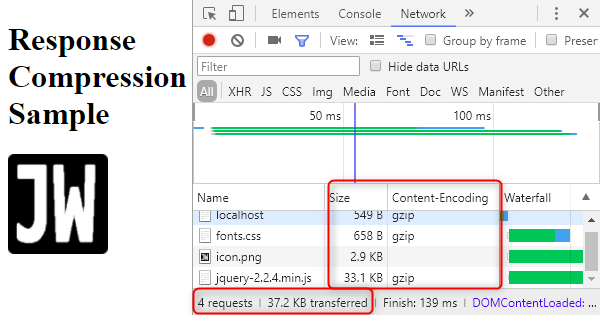 Response
Compression
Sample
JW
Elements Console Network
View: Group by frame Preser
Filter Hide data URLs
All XHR JS CSS Img Media Font Doc WS Manifest Other
50 ms 100 ms
Name Size Content-Encoding Waterfall
localhost 549 B gzip
fonts.css 658 B gzip
icon.png 2.9 KB
jquery-2.2.4.min.js 33.1 KB gzip
4 requests | 37.2 KB transferred | Finish: 139 ms | DOMContentLoaded: ...